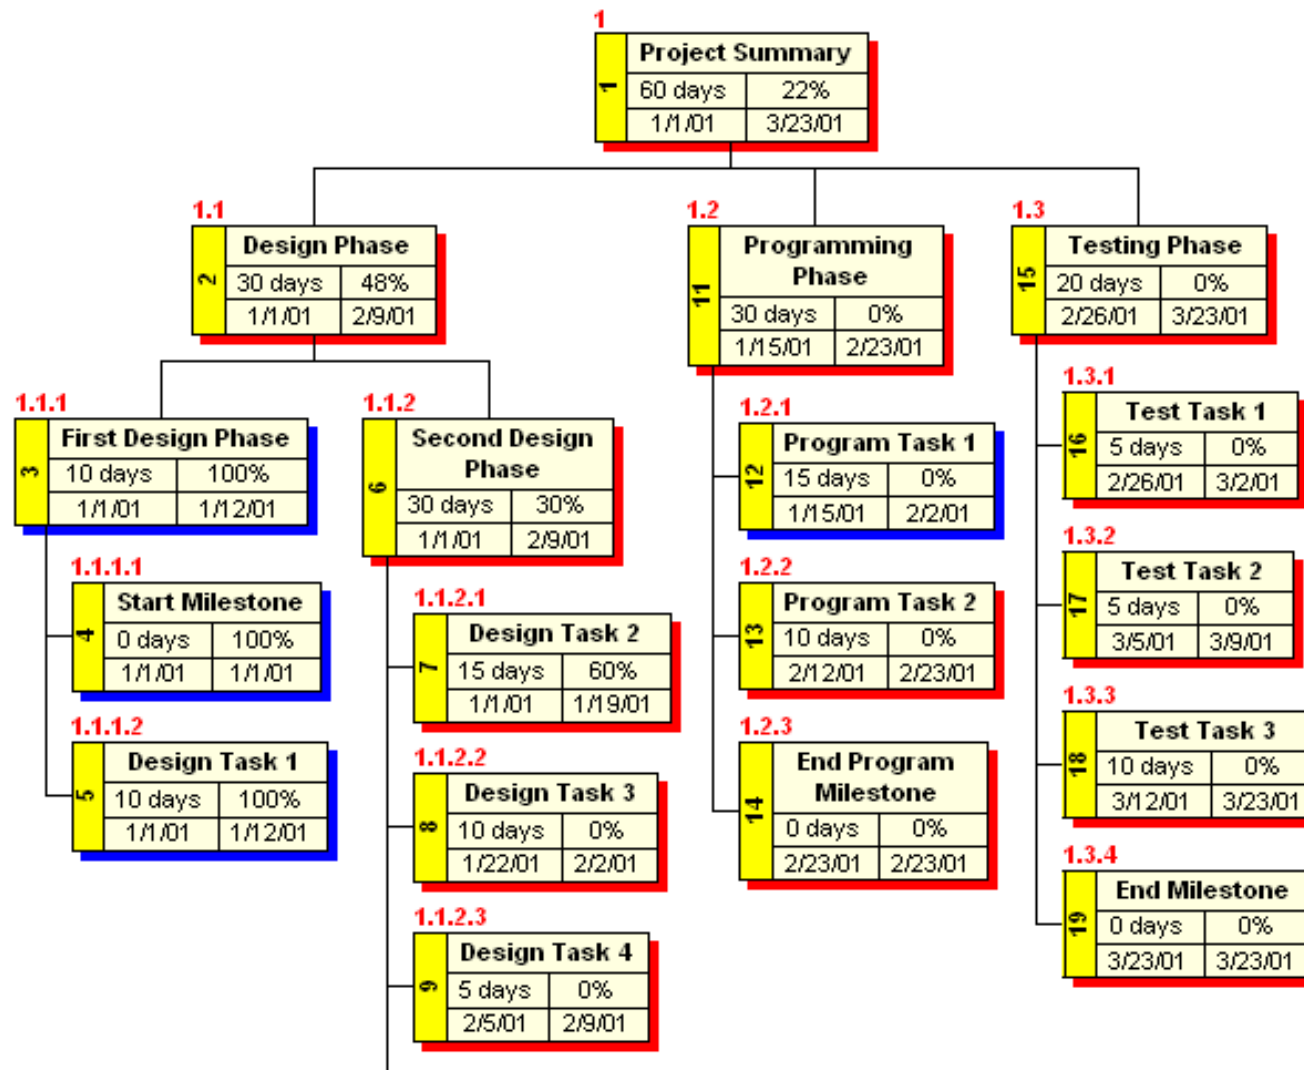 1
1
Project Summary
60 days 22%
1/1/01 3/23/01
1.1
2
Design Phase
30 days 48%
1/1/01 2/9/01
1.1.1
3
First Design Phase
10 days 100%
1/1/01 1/12/01
1.1.1.1
4
Start Milestone
0 days 100%
1/1/01 1/1/01
1.1.1.2
5
Design Task 1
10 days 100%
1/1/01 1/12/01
1.1.2
6
Second Design
Phase
30 days 30%
1/1/01 2/9/01
1.1.2.1
7
Design Task 2
15 days 60%
1/1/01 1/19/01
1.1.2.2
8
Design Task 3
10 days 0%
1/22/01 2/2/01
1.1.2.3
9
Design Task 4
5 days 0%
2/5/01 2/9/01
1.2
11
Programming
Phase
30 days 0%
1/15/01 2/23/01
1.2.1
12
Program Task 1
15 days 0%
1/15/01 2/2/01
1.2.2
13
Program Task 2
10 days 0%
2/12/01 2/23/01
1.2.3
14
End Program
Milestone
0 days 0%
2/23/01 2/23/01
1.3
15
Testing Phase
20 days 0%
2/26/01 3/23/01
1.3.1
16
Test Task 1
5 days 0%
2/26/01 3/2/01
1.3.2
17
Test Task 2
5 days 0%
3/5/01 3/9/01
1.3.3
18
Test Task 3
10 days 0%
3/12/01 3/23/01
1.3.4
19
End Milestone
0 days 0%
3/23/01 3/23/01